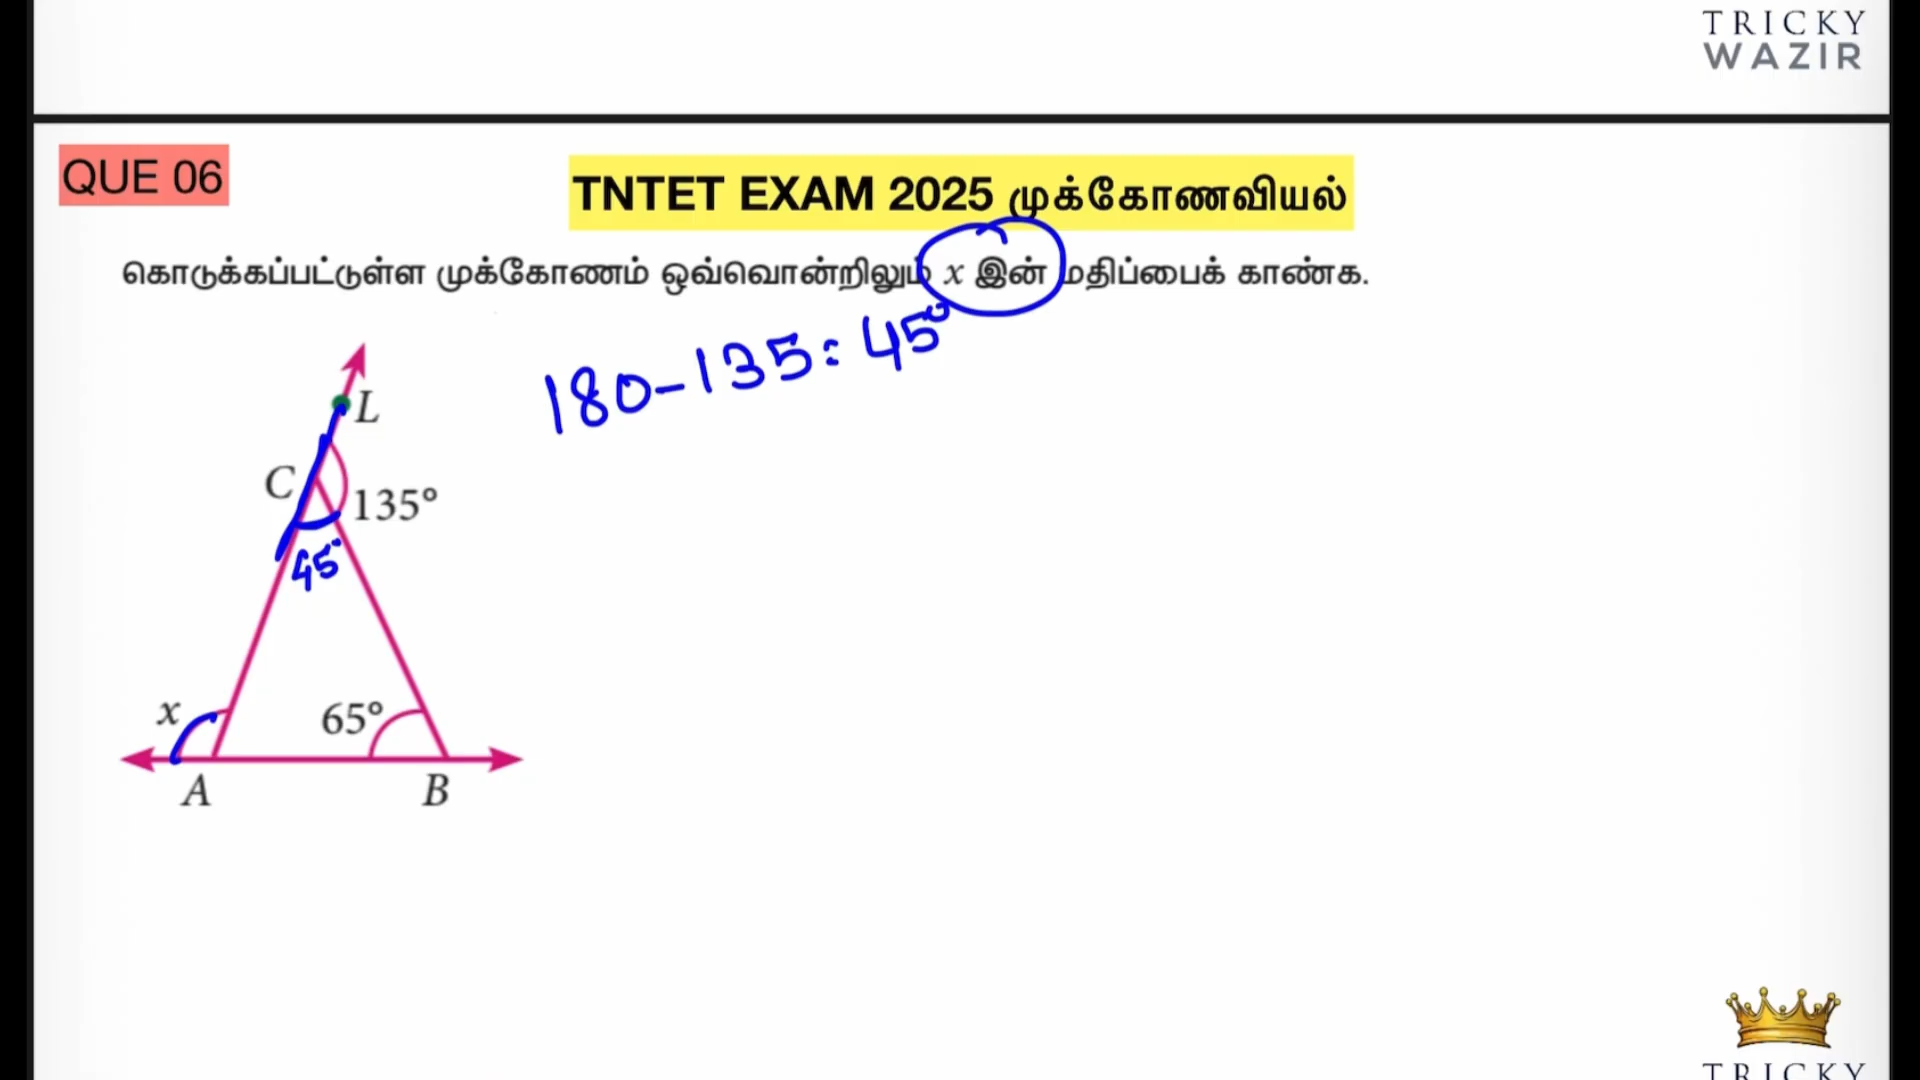 TRICKY
WAZIR
QUE 06
TNTET EXAM 2025 முக்கோணவியல்
கொடுக்கப்பட்டுள்ள முக்கோணம் ஒவ்வொன்றிலும் x இன் மதிப்பைக் காண்க.
180-135=45°
L
C
135°
45°
x
65°
A
B
TRICKY